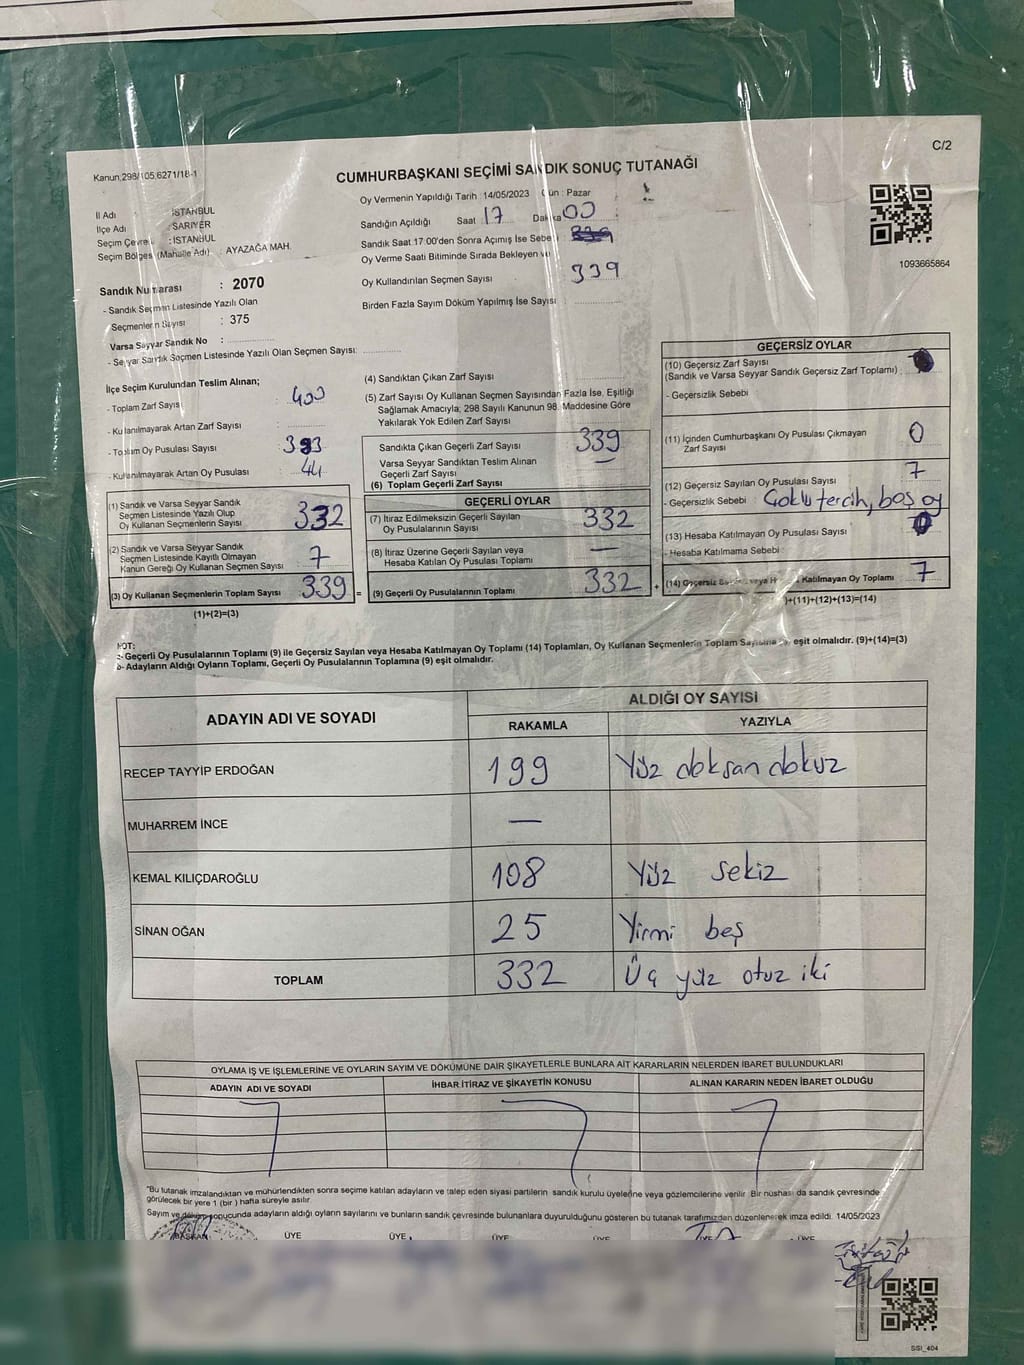 C/2
Kanun,298/105,6271/18-1
CUMHURBAŞKANI SEÇİMİ SANDIK SONUÇ TUTANAĞI
Oy Vermenin Yapıldığı Tarih : 14/05/2023 Gün : Pazar
İl Adı : İSTANBUL
İlçe Adı : SARIYER
Seçim Çevresi : İSTANBUL
Seçim Bölgesi (Mahalle Adı) : AYAZAĞA MAH.
Sandığın Açıldığı Saat 17 Dakika 00
Sandık Saat 17:00'den Sonra Açılmış İse Sebebi
Oy Verme Saati Bitiminde Sırada Bekleyen ve
Oy Kullandırılan Seçmen Sayısı 339
Birden Fazla Sayım Döküm Yapılmış İse Sayısı :
1093665864
Sandık Numarası : 2070
- Sandık Seçmen Listesinde Yazılı Olan
Seçmenlerin Sayısı : 375
Varsa Seyyar Sandık No :
- Seyyar Sandık Seçmen Listesinde Yazılı Olan Seçmen Sayısı:
İlçe Seçim Kurulundan Teslim Alınan;
- Toplam Zarf Sayısı : 400
- Kullanılmayarak Artan Zarf Sayısı :
- Toplam Oy Pusulası Sayısı : 383
- Kullanılmayarak Artan Oy Pusulası : 44
(1) Sandık ve Varsa Seyyar Sandık
Seçmen Listesinde Yazılı Olup
Oy Kullanan Seçmenlerin Sayısı 332
(2) Sandık ve Varsa Seyyar Sandık
Seçmen Listesinde Kayıtlı Olmayan
Kanun Gereği Oy Kullanan Seçmen Sayısı 7
(3) Oy Kullanan Seçmenlerin Toplam Sayısı 339 =
(1)+(2)=(3)
(4) Sandıktan Çıkan Zarf Sayısı :
(5) Zarf Sayısı Oy Kullanan Seçmen Sayısından Fazla İse, Eşitliği
Sağlamak Amacıyla; 298 Sayılı Kanunun 98. Maddesine Göre
Yakılarak Yok Edilen Zarf Sayısı :
Sandıkta Çıkan Geçerli Zarf Sayısı 339
Varsa Seyyar Sandıktan Teslim Alınan
Geçerli Zarf Sayısı —
(6) Toplam Geçerli Zarf Sayısı
GEÇERLİ OYLAR
(7) İtiraz Edilmeksizin Geçerli Sayılan
Oy Pusulalarının Sayısı 332
(8) İtiraz Üzerine Geçerli Sayılan veya
Hesaba Katılan Oy Pusulası Toplamı —
(9) Geçerli Oy Pusulalarının Toplamı 332 +
GEÇERSİZ OYLAR
(10) Geçersiz Zarf Sayısı
(Sandık ve Varsa Seyyar Sandık Geçersiz Zarf Toplamı) :
- Geçersizlik Sebebi
(11) İçinden Cumhurbaşkanı Oy Pusulası Çıkmayan
Zarf Sayısı 0
(12) Geçersiz Sayılan Oy Pusulası Sayısı 7
- Geçersizlik Sebebi : Çoklu tercih, boş oy
(13) Hesaba Katılmayan Oy Pusulası Sayısı 0
- Hesaba Katılmama Sebebi :
(14) Geçersiz veya Katılmayan Oy Toplamı 7
+(11)+(12)+(13)=(14)
NOT:
a- Geçerli Oy Pusulalarının Toplamı (9) ile Geçersiz Sayılan veya Hesaba Katılmayan Oy Toplamı (14) Toplamları, Oy Kullanan Seçmenlerin Toplam Sayısına eşit olmalıdır. (9)+(14)=(3)
b- Adayların Aldığı Oyların Toplamı, Geçerli Oy Pusulalarının Toplamına (9) eşit olmalıdır.
ADAYIN ADI VE SOYADI
ALDIĞI OY SAYISI
RAKAMLA YAZIYLA
RECEP TAYYİP ERDOĞAN 199 Yüz doksan dokuz
MUHARREM İNCE —
KEMAL KILIÇDAROĞLU 108 Yüz sekiz
SİNAN OĞAN 25 Yirmi beş
TOPLAM 332 Üç yüz otuz iki
OYLAMA İŞ VE İŞLEMLERİNE VE OYLARIN SAYIM VE DÖKÜMÜNE DAİR ŞİKAYETLERLE BUNLARA AİT KARARLARIN NELERDEN İBARET BULUNDUKLARI
ADAYIN ADI VE SOYADI İHBAR İTİRAZ VE ŞİKAYETİN KONUSU ALINAN KARARIN NEDEN İBARET OLDUĞU
"Bu tutanak imzalandıktan ve mühürlendikten sonra seçime katılan adayların ve talep eden siyasi partilerin sandık kurulu üyelerine veya gözlemcilerine verilir. Bir nüshası da sandık çevresinde
görülecek bir yere 1 (bir) hafta süreyle asılır.
Sayım ve döküm sonucunda adayların aldığı oyların sayılarını ve bunların sandık çevresinde bulunanlara duyurulduğunu gösteren bu tutanak tarafımızdan düzenlenerek imza edildi. 14/05/2023
BAŞKAN ÜYE ÜYE ÜYE ÜYE ÜYE ÜYE
SSI_404